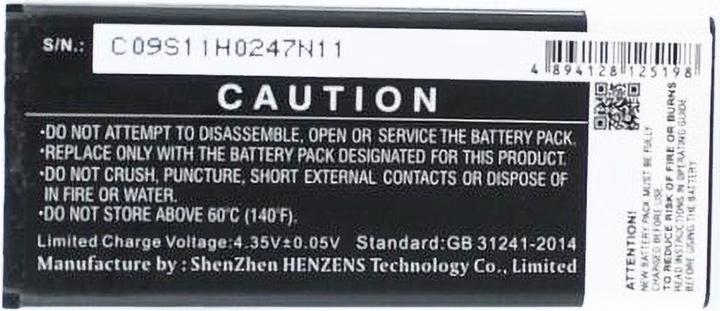 S/N.: C09S11H0247N11
4 894128 125198
CAUTION
•DO NOT ATTEMPT TO DISASSEMBLE, OPEN OR SERVICE THE BATTERY PACK.
•REPLACE ONLY WITH THE BATTERY PACK DESIGNATED FOR THIS PRODUCT.
•DO NOT CRUSH, PUNCTURE, SHORT EXTERNAL CONTACTS OR DISPOSE OF
IN FIRE OR WATER.
•DO NOT STORE ABOVE 60°C (140°F).
Limited Charge Voltage:4.35V±0.05V Standard:GB 31241-2014
Manufacture by : ShenZhen HENZENS Technology Co., Limited
ATTENTION!
NEW BATTERY PACK MUST BE FULLY
CHARGED BEFORE USE.
TO REDUCE RISK OF FIRE OR BURNS
READ INSTRUCTIONS IN OPERATING GUIDE
BEFORE USING THE BATTERY.